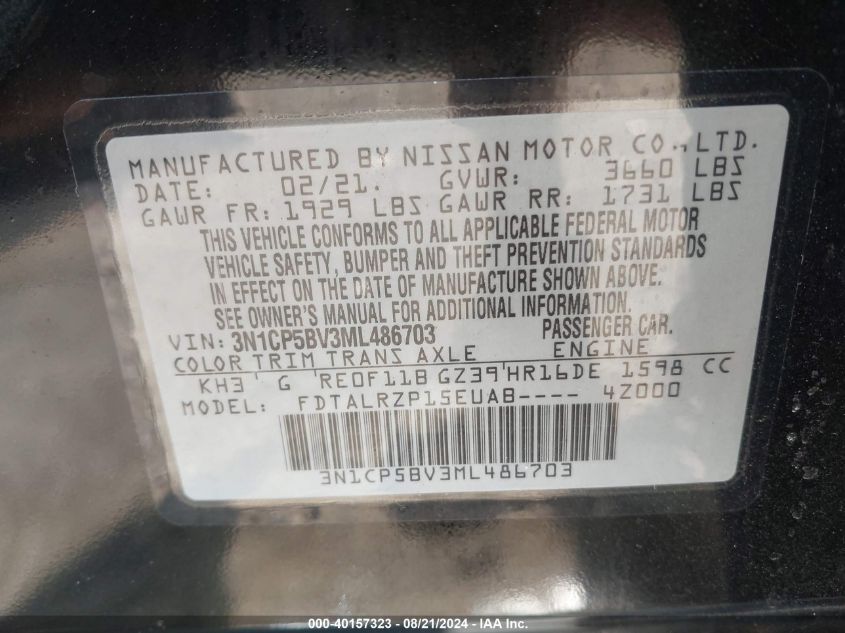 MANUFACTURED BY NISSAN MOTOR CO.,LTD.
DATE: 02/21. GVWR: 3660 LBS
GAWR FR: 1929 LBS GAWR RR: 1731 LBS
THIS VEHICLE CONFORMS TO ALL APPLICABLE FEDERAL MOTOR
VEHICLE SAFETY, BUMPER AND THEFT PREVENTION STANDARDS
IN EFFECT ON THE DATE OF MANUFACTURE SHOWN ABOVE.
SEE OWNER'S MANUAL FOR ADDITIONAL INFORMATION.
VIN: 3N1CP5BV3ML486703 PASSENGER CAR.
COLOR TRIM TRANS AXLE ENGINE
KH3 G RE0F11B GZ39 HR16DE 1598 CC
MODEL: FDTALRZP15EUAB---- 4Z000
3N1CP5BV3ML486703
000-40157323 - 08/21/2024 - IAA, Inc.